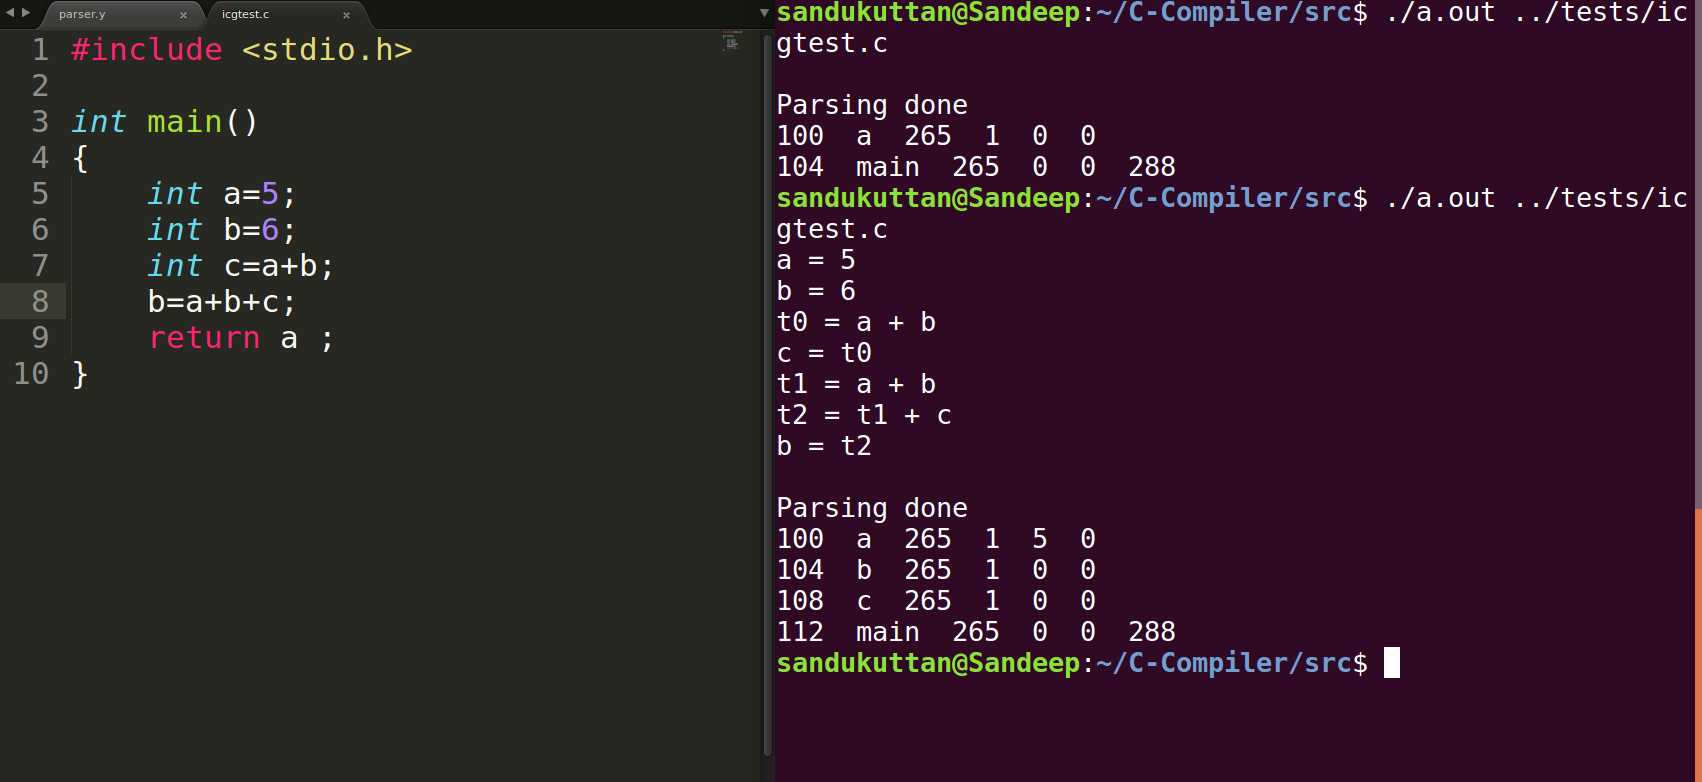 parser.y x icgtest.c x
1 #include <stdio.h>
2
3 int main()
4 {
5 int a=5;
6 int b=6;
7 int c=a+b;
8 b=a+b+c;
9 return a ;
10 }
sandukuttan@Sandeep:~/C-Compiler/src$ ./a.out ../tests/ic
gtest.c
Parsing done
100 a 265 1 0 0
104 main 265 0 0 288
sandukuttan@Sandeep:~/C-Compiler/src$ ./a.out ../tests/ic
gtest.c
a = 5
b = 6
t0 = a + b
c = t0
t1 = a + b
t2 = t1 + c
b = t2
Parsing done
100 a 265 1 5 0
104 b 265 1 0 0
108 c 265 1 0 0
112 main 265 0 0 288
sandukuttan@Sandeep:~/C-Compiler/src$